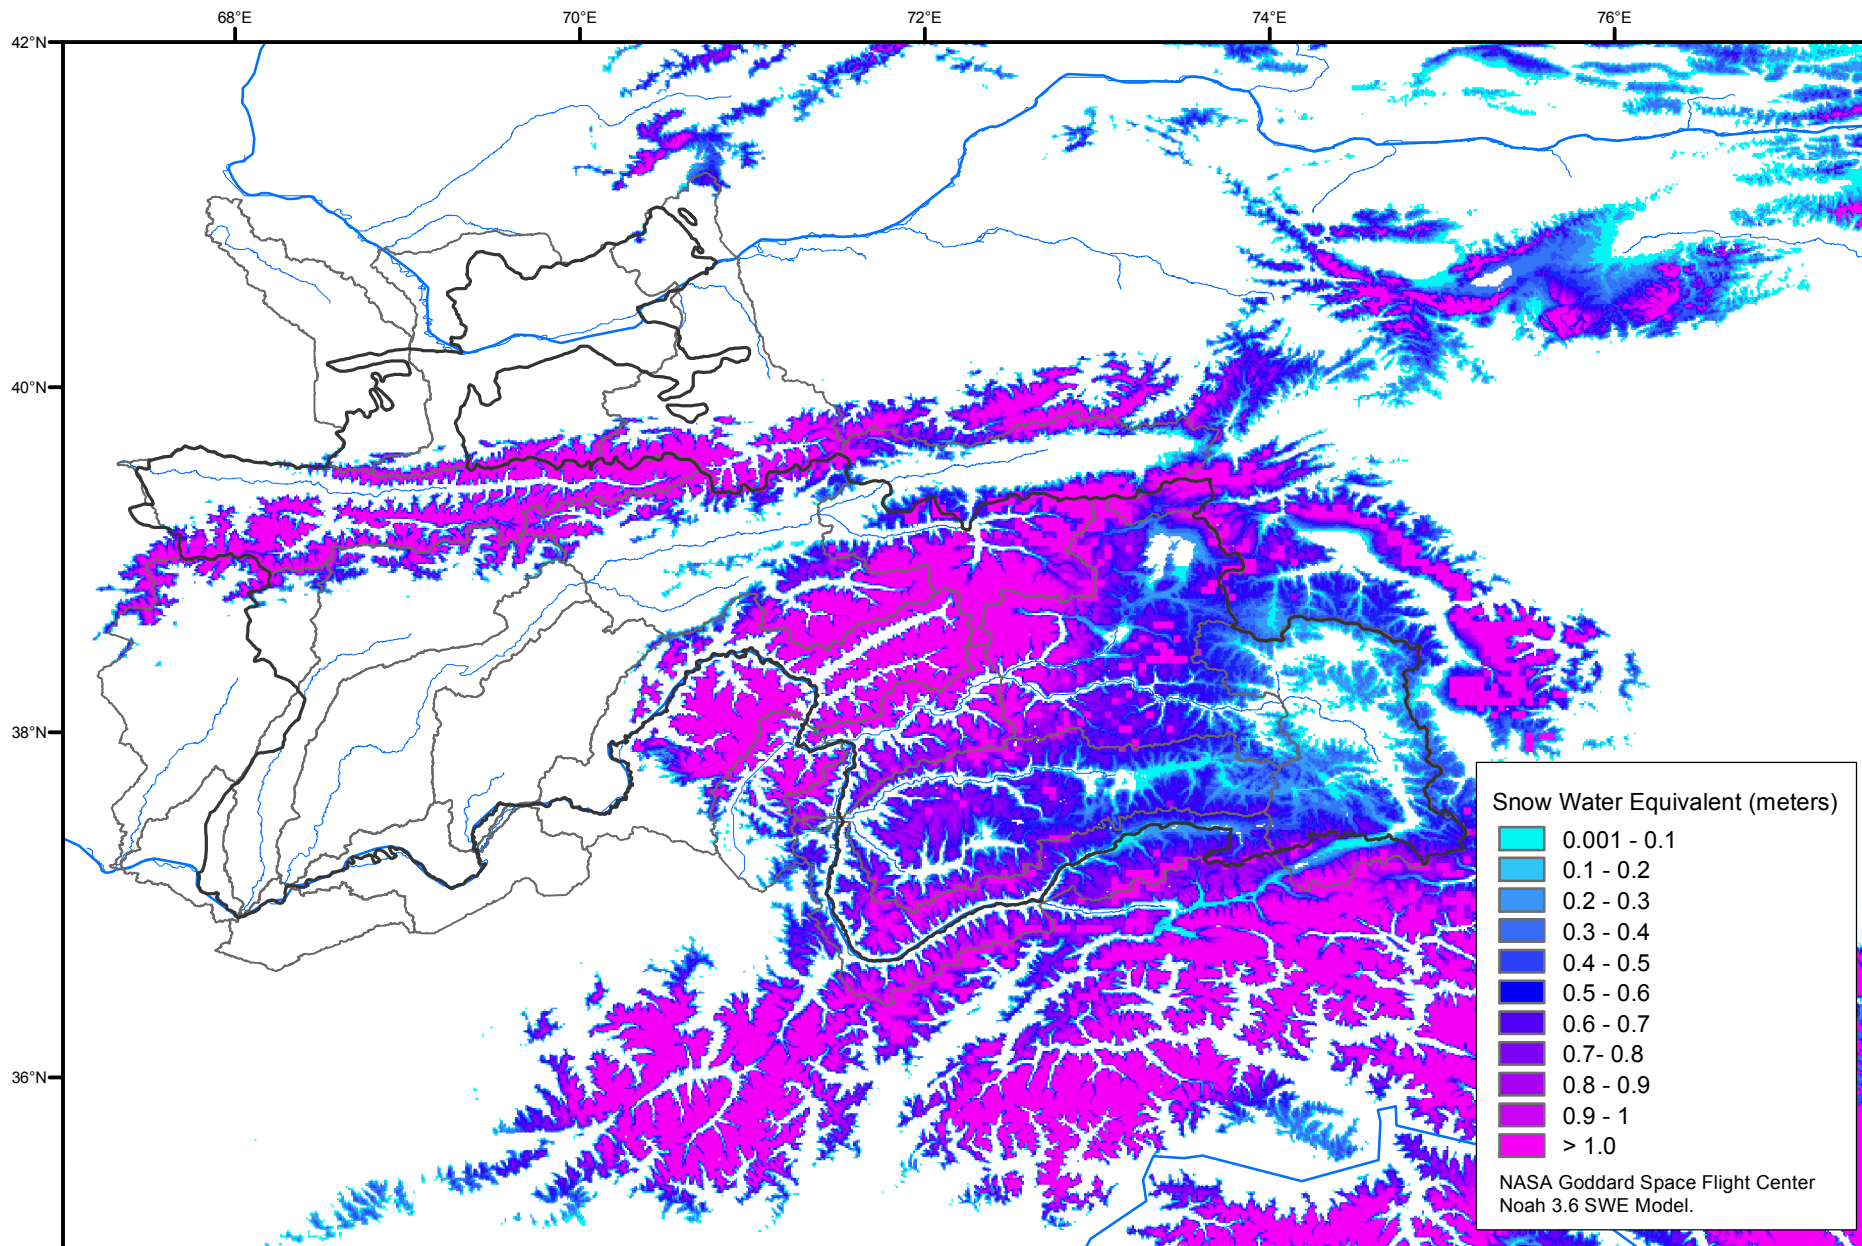 68°E
70°E
72°E
74°E
76°E
42°N
40°N
38°N
36°N
Snow Water Equivalent (meters)
0.001 - 0.1
0.1 - 0.2
0.2 - 0.3
0.3 - 0.4
0.4 - 0.5
0.5 - 0.6
0.6 - 0.7
0.7- 0.8
0.8 - 0.9
0.9 - 1
> 1.0
NASA Goddard Space Flight Center
Noah 3.6 SWE Model.